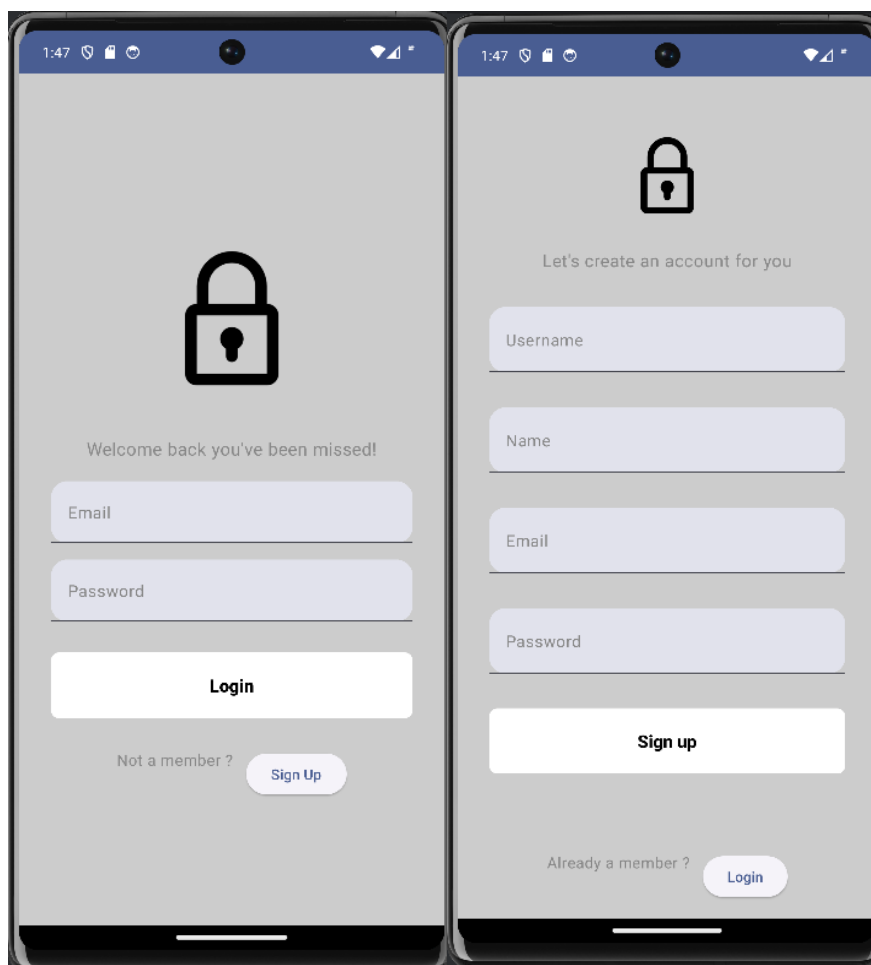 1:47
Welcome back you've been missed!
Email
Password
Login
Not a member ?
Sign Up
1:47
Let's create an account for you
Username
Name
Email
Password
Sign up
Already a member ?
Login